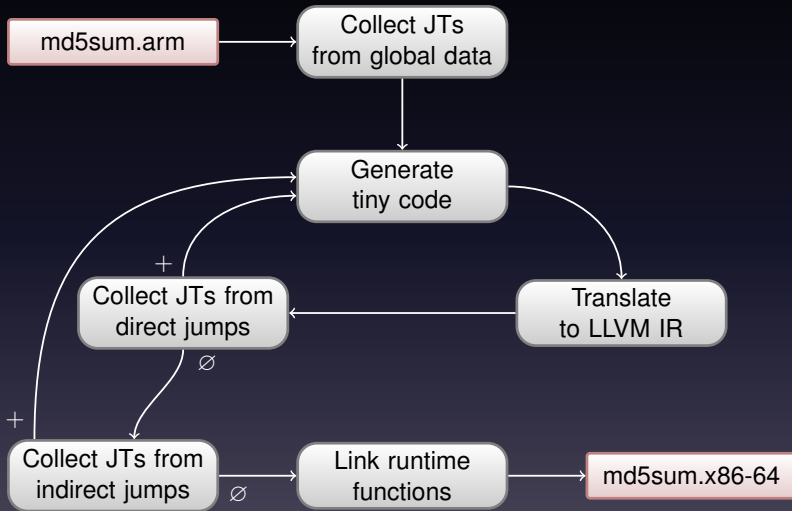 md5sum.arm
Collect JTs
from global data
Generate
tiny code
+
Collect JTs from
direct jumps
∅
Translate
to LLVM IR
+
Collect JTs from
indirect jumps
∅
Link runtime
functions
md5sum.x86-64